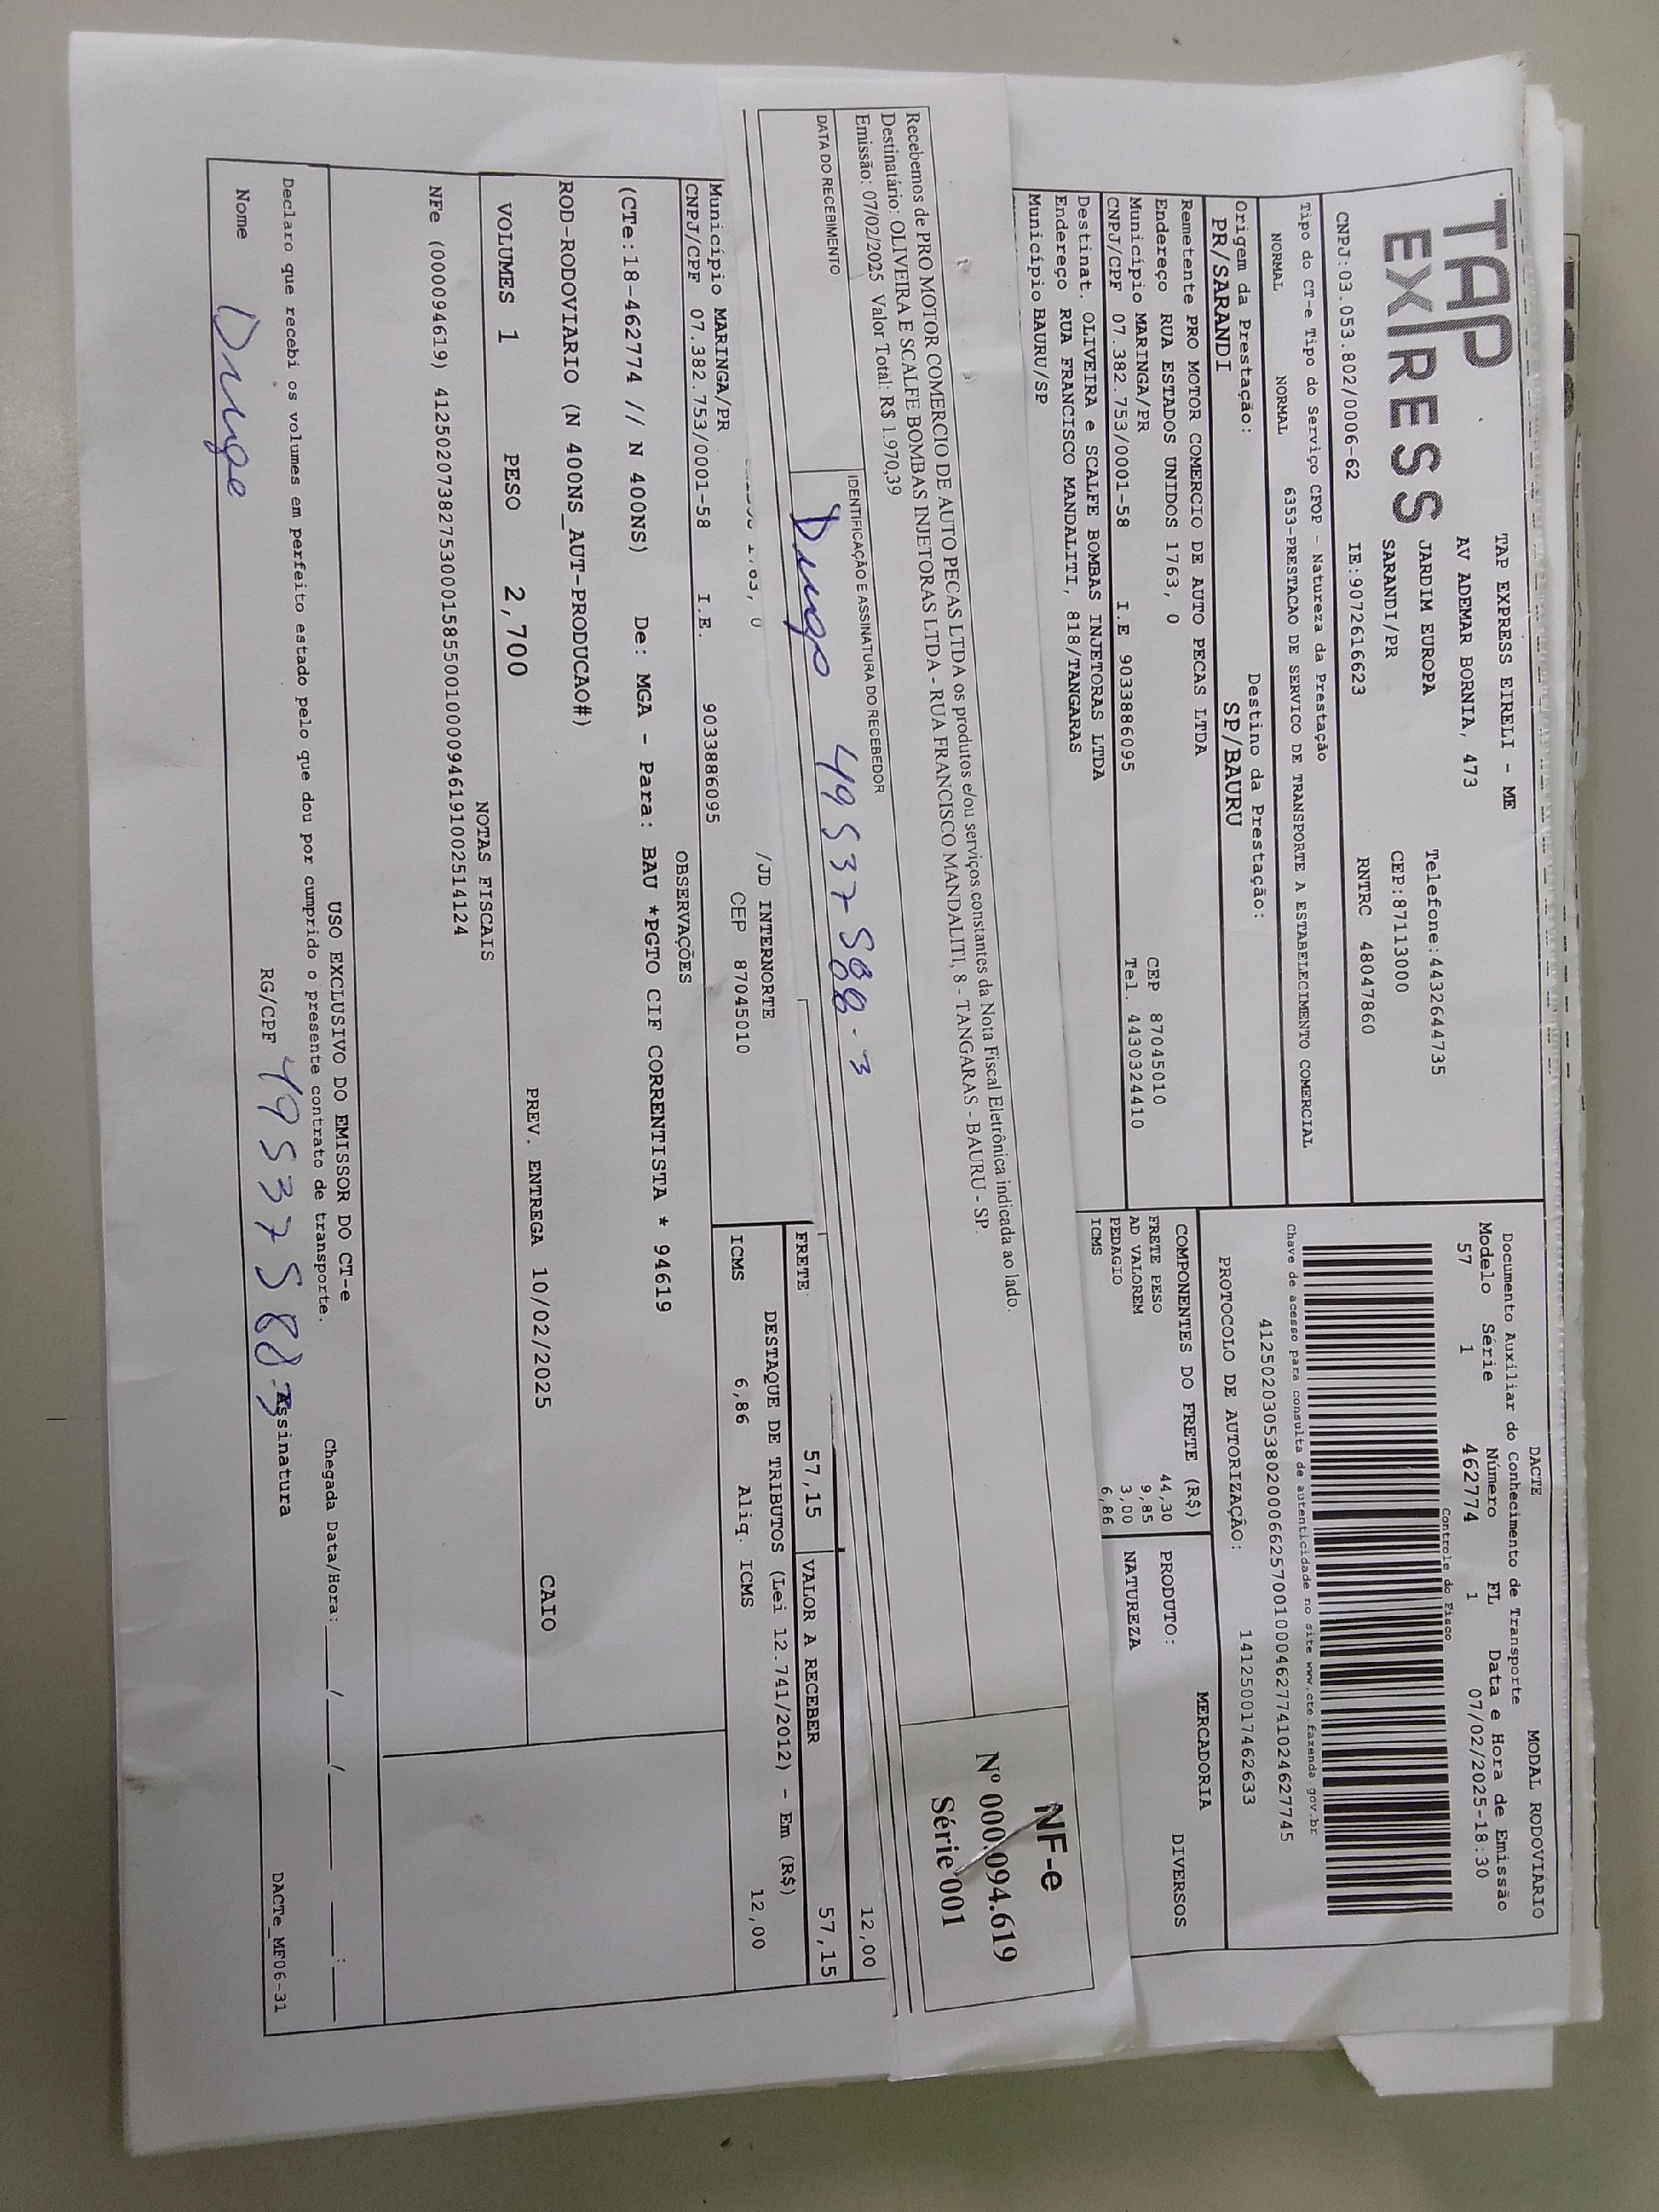 TAP
EXPRESS
TAP EXPRESS EIRELI - ME
AV ADEMAR BORNIA, 473
JARDIM EUROPA Telefone:4432644735
SARANDI/PR CEP:87113000
CNPJ:03.053.802/0006-62 IE:9072616623 RNTRC 48047860
DACTE MODAL RODOVIÁRIO
Documento Auxiliar do Conhecimento de Transporte
Modelo Série Número FL Data e Hora de Emissão
57 1 462774 1 07/02/2025-18:30
Controle do Fisco
Chave de acesso para consulta de autenticidade no site www.cte.fazenda.gov.br
41250203053802000662570010004627741024627745
PROTOCOLO DE AUTORIZAÇÃO: 141250017462633
Tipo do CT-e Tipo do Serviço CFOP - Natureza da Prestação
NORMAL NORMAL 6353-PRESTACAO DE SERVICO DE TRANSPORTE A ESTABELECIMENTO COMERCIAL
Origem da Prestação: Destino da Prestação:
PR/SARANDI SP/BAURU
Remetente PRO MOTOR COMERCIO DE AUTO PECAS LTDA
Endereço RUA ESTADOS UNIDOS 1763, 0 CEP 87045010
Município MARINGA/PR Tel. 4430324410
CNPJ/CPF 07.382.753/0001-58 I.E 9033886095
Destinat. OLIVEIRA e SCALFE BOMBAS INJETORAS LTDA
Endereço RUA FRANCISCO MANDALITI, 818/TANGARAS
Município BAURU/SP
COMPONENTES DO FRETE (R$) MERCADORIA
FRETE PESO 44,30 PRODUTO: DIVERSOS
AD VALOREM 9,85 NATUREZA
PEDAGIO 3,00
ICMS 6,86
Recebemos de PRO MOTOR COMERCIO DE AUTO PECAS LTDA os produtos e/ou serviços constantes da Nota Fiscal Eletrônica indicada ao lado.
Destinatário: OLIVEIRA E SCALFE BOMBAS INJETORAS LTDA - RUA FRANCISCO MANDALITI, 8 - TANGARAS - BAURU - SP.
Emissão: 07/02/2025 Valor Total: R$ 1.970,39
NF-e
Nº 000.094.619
Série 001
DATA DO RECEBIMENTO IDENTIFICAÇÃO E ASSINATURA DO RECEBEDOR
49537588-3
12,00
FRETE 57,15 VALOR A RECEBER 57,15
DESTAQUE DE TRIBUTOS (Lei 12.741/2012) - Em (R$)
ICMS 6,86 Aliq. ICMS 12,00
/JD INTERNORTE
Município MARINGA/PR CEP 87045010
CNPJ/CPF 07.382.753/0001-58 I.E. 9033886095
OBSERVAÇÕES
(CTe:18-462774 // N 400NS) De: MGA - Para: BAU *PGTO CIF CORRENTISTA * 94619
ROD-RODOVIARIO (N 400NS_AUT-PRODUCAO#)
VOLUMES 1 PESO 2,700 PREV. ENTREGA 10/02/2025 CAIO
NOTAS FISCAIS
NFe (000094619) 41250207382753000158550010000946191002514124
USO EXCLUSIVO DO EMISSOR DO CT-e
Declaro que recebi os volumes em perfeito estado pelo que dou por cumprido o presente contrato de transporte. Chegada Data/Hora: ____/____/______ ____:____
Nome RG/CPF 49537588-3 Assinatura
DACTe_MF06-31